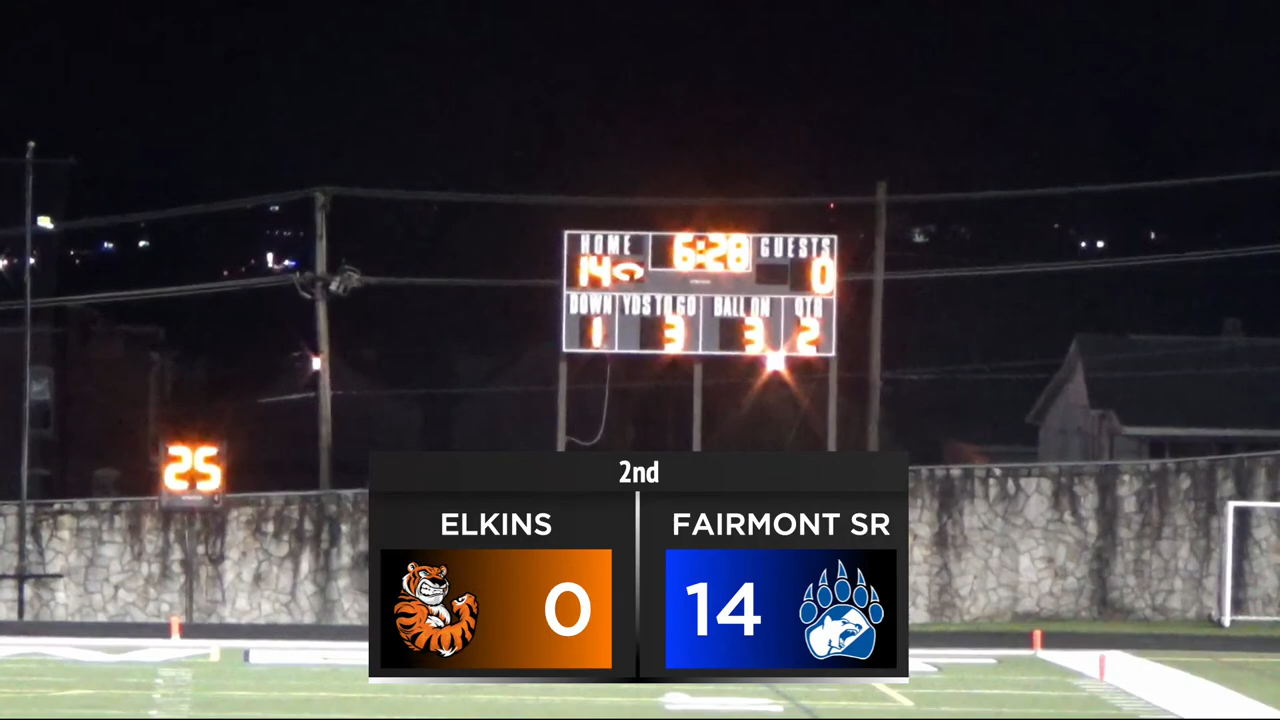 HOME 6:28 GUESTS
14 0
DOWN YDS TO GO BALL ON QTR
1 3 3 2
25
2nd
ELKINS FAIRMONT SR
0 14